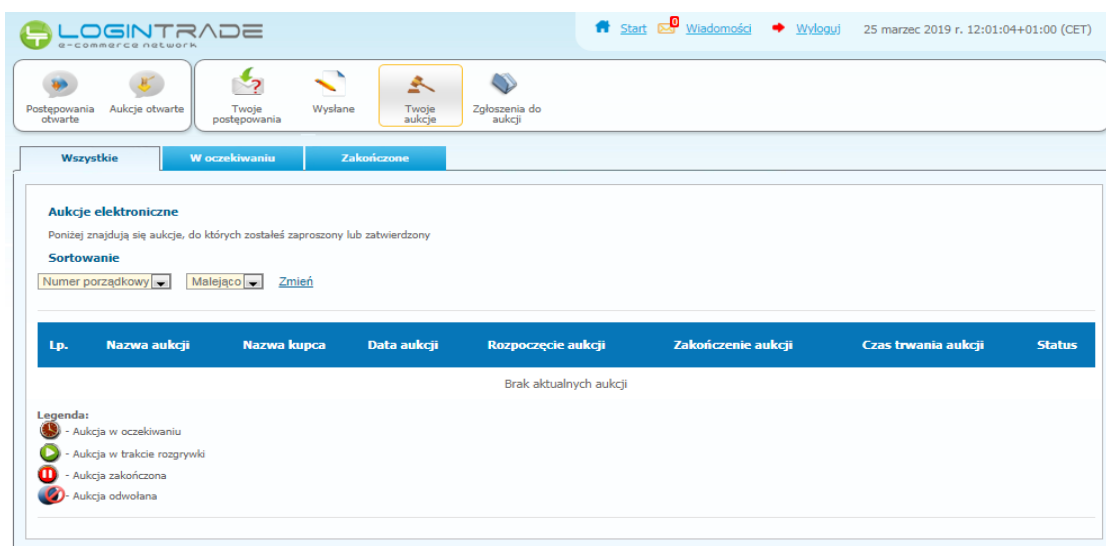 LOGINTRADE
e-commerce network
0
Start Wiadomości Wyloguj 25 marzec 2019 r. 12:01:04+01:00 (CET)
Postępowania otwarte
Aukcje otwarte
Twoje postępowania
Wysłane
Twoje aukcje
Zgłoszenia do aukcji
Wszystkie W oczekiwaniu Zakończone
Aukcje elektroniczne
Poniżej znajdują się aukcje, do których zostałeś zaproszony lub zatwierdzony
Sortowanie
Numer porządkowy Malejąco Zmień
Lp. Nazwa aukcji Nazwa kupca Data aukcji Rozpoczęcie aukcji Zakończenie aukcji Czas trwania aukcji Status
Brak aktualnych aukcji
Legenda:
- Aukcja w oczekiwaniu
- Aukcja w trakcie rozgrywki
- Aukcja zakończona
- Aukcja odwołana